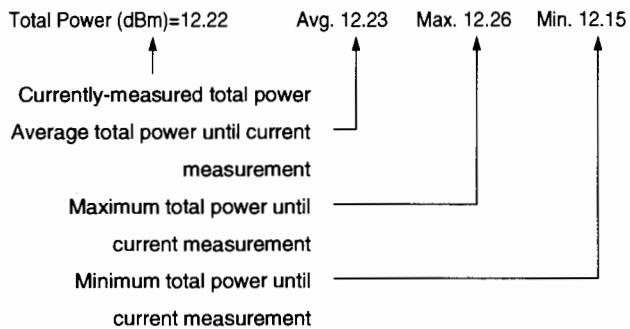 Total Power (dBm)=12.22 Avg. 12.23 Max. 12.26 Min. 12.15
Currently-measured total power
Average total power until current
measurement
Maximum total power until
current measurement
Minimum total power until
current measurement